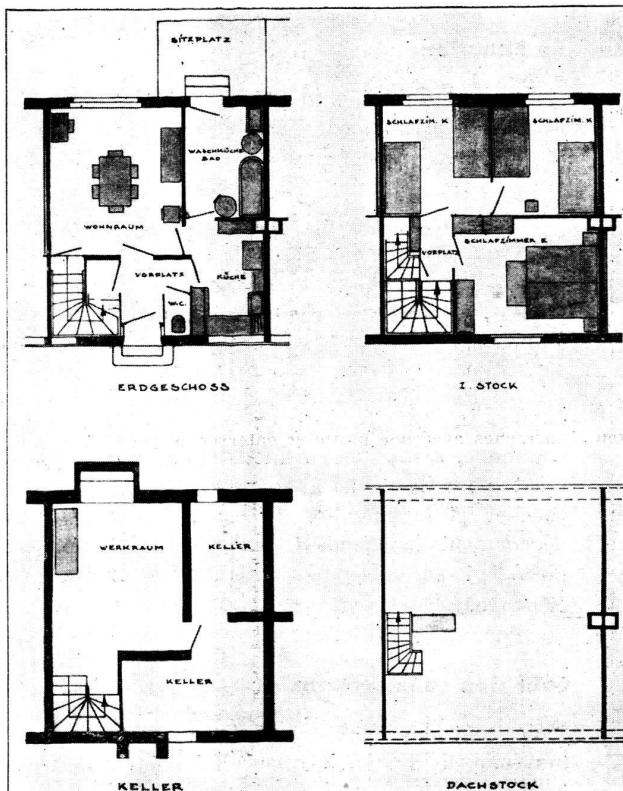 SITZPLATZ
WASCHKÜCHE
BAD
WOHNRAUM
VORPLATZ
KÜCHE
W.C.
ERDGESCHOSS
SCHLAFZIM. K
SCHLAFZIM. K
VORPLATZ
SCHLAFZIMMER E
I. STOCK
WERKRAUM
KELLER
KELLER
KELLER
DACHSTOCK